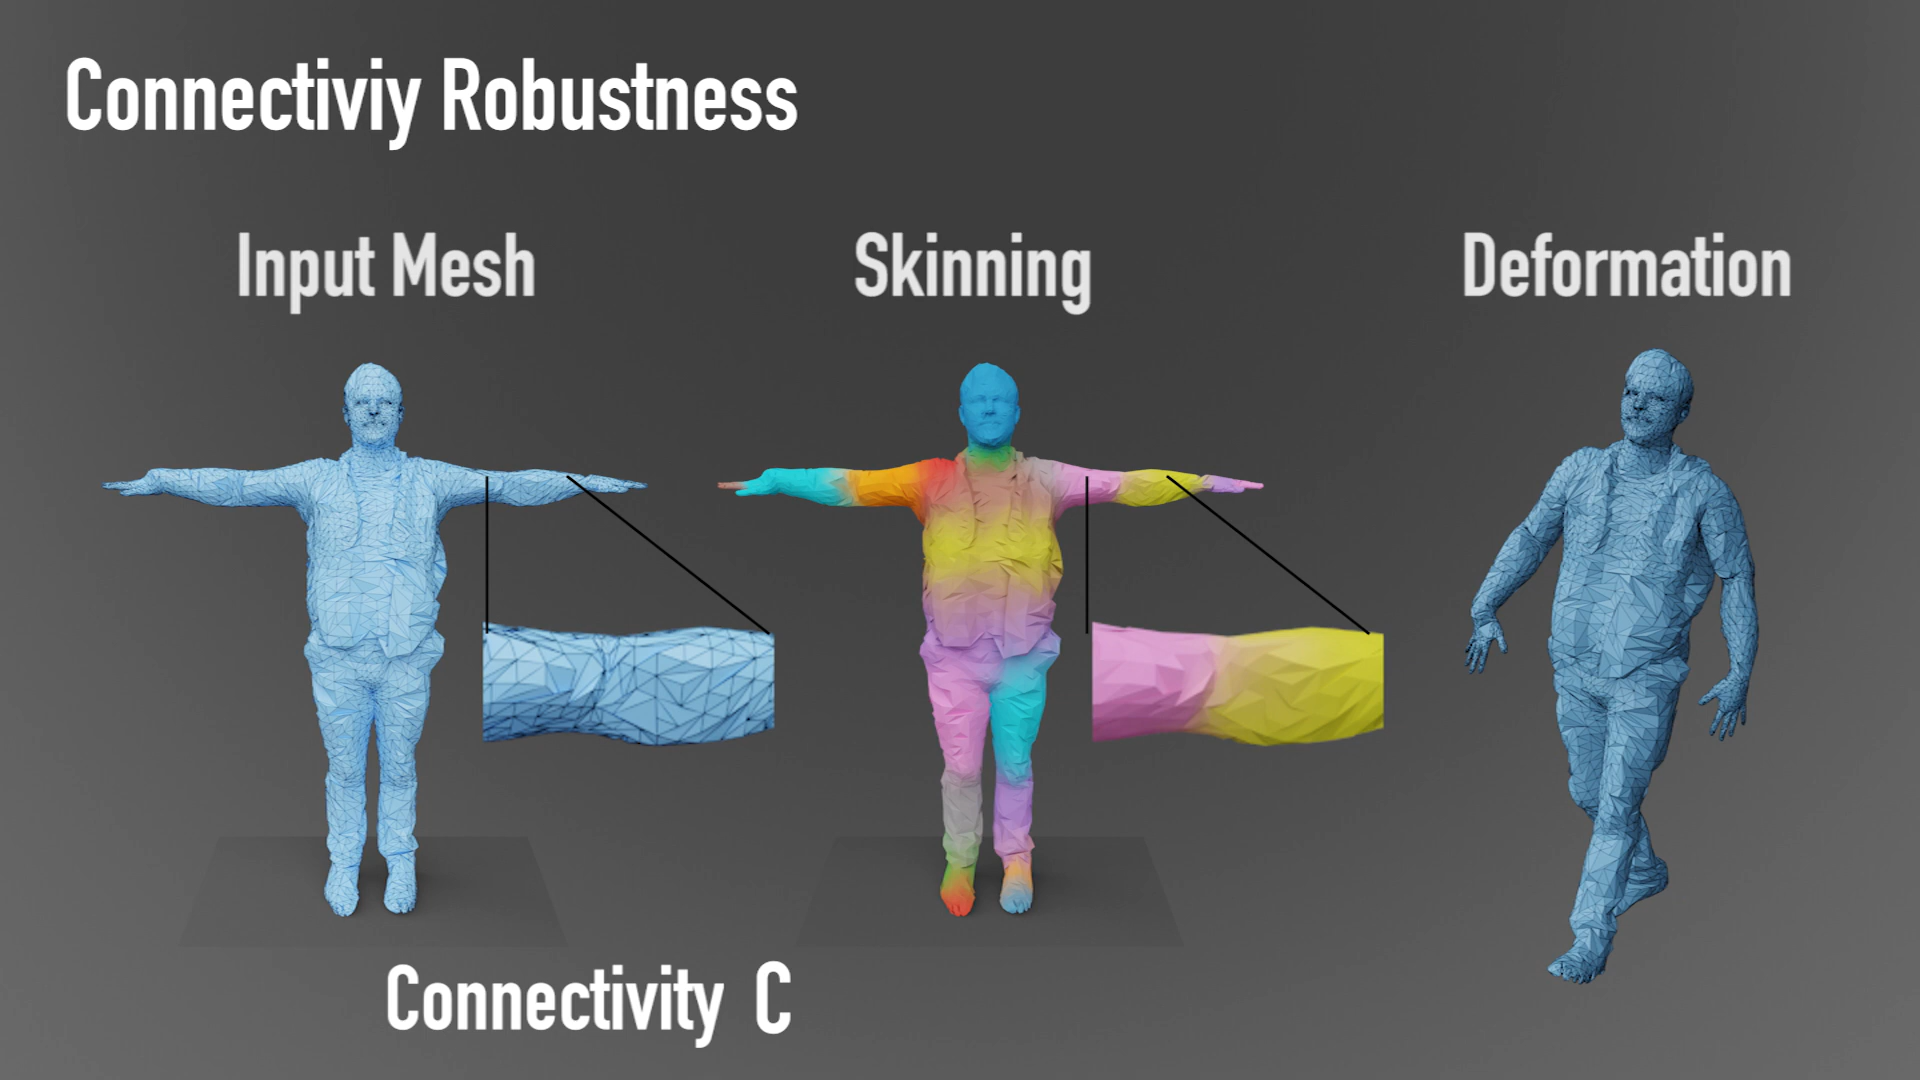 Connectiviy Robustness
Input Mesh
Skinning
Deformation
Connectivity C